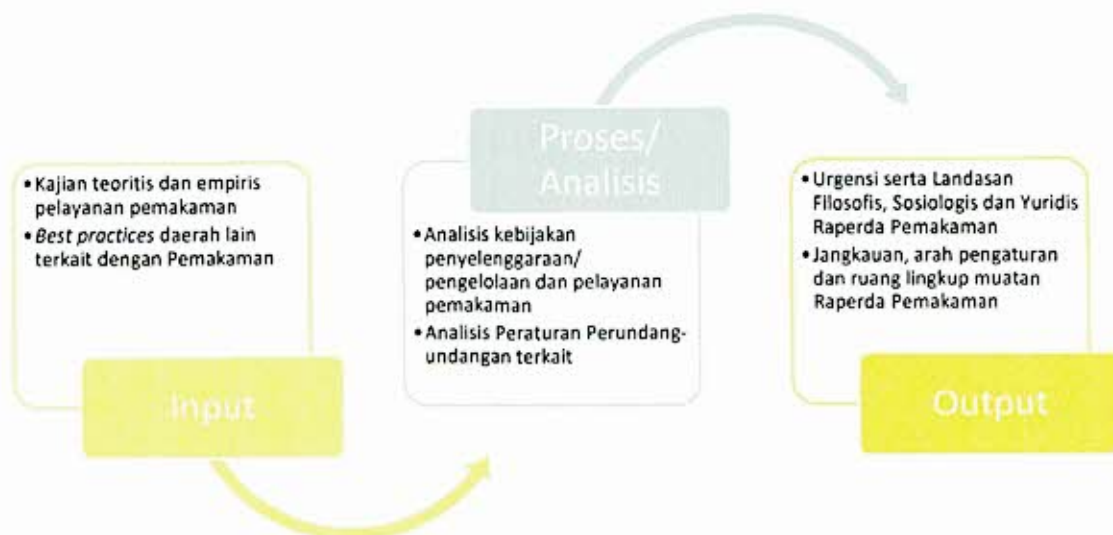 • Kajian teoritis dan empiris
pelayanan pemakaman
• Best practices daerah lain
terkait dengan Pemakaman
Input
Proses/
Analisis
• Analisis kebijakan
penyelenggaraan/
pengelolaan dan pelayanan
pemakaman
• Analisis Peraturan Perundang-
undangan terkait
• Urgensi serta Landasan
Filosofis, Sosiologis dan Yuridis
Raperda Pemakaman
• Jangkauan, arah pengaturan
dan ruang lingkup muatan
Raperda Pemakaman
Output